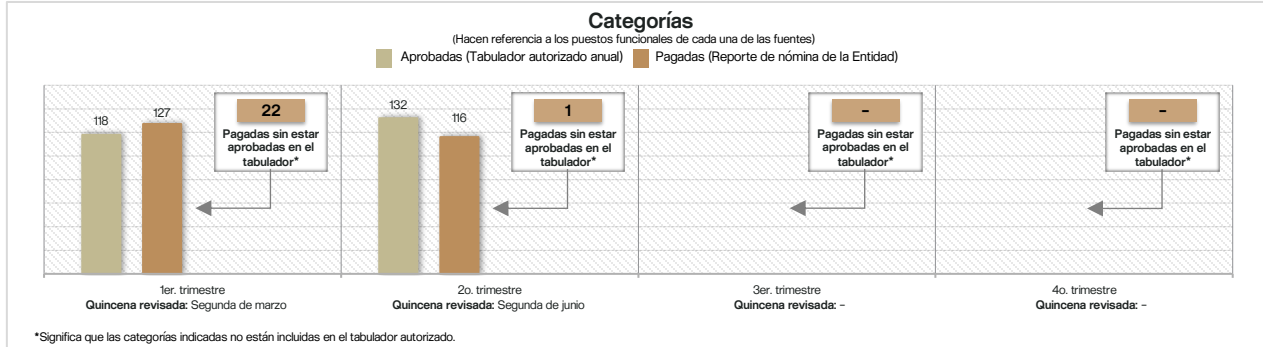 Categorías
(Hacen referencia a los puestos funcionales de cada una de las fuentes)
Aprobadas (Tabulador autorizado anual) Pagadas (Reporte de nómina de la Entidad)
118
127
22
Pagadas sin estar
aprobadas en el
tabulador*
132
116
1
Pagadas sin estar
aprobadas en el
tabulador*
–
Pagadas sin estar
aprobadas en el
tabulador*
–
Pagadas sin estar
aprobadas en el
tabulador*
1er. trimestre
Quincena revisada: Segunda de marzo
2o. trimestre
Quincena revisada: Segunda de junio
3er. trimestre
Quincena revisada: –
4o. trimestre
Quincena revisada: –
*Significa que las categorías indicadas no están incluidas en el tabulador autorizado.